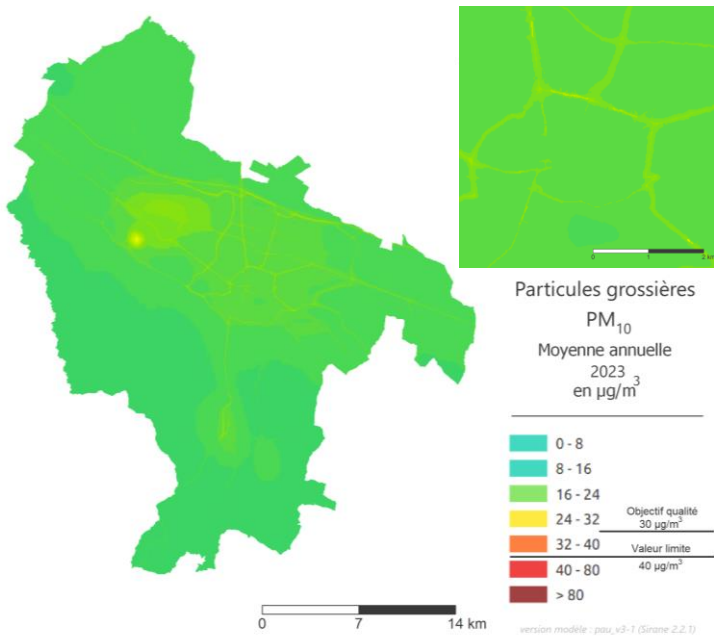 0 1 2 km
Particules grossières
PM10
Moyenne annuelle
2023
en µg/m3
0 - 8
8 - 16
16 - 24
24 - 32
Objectif qualité
30 µg/m3
32 - 40
Valeur limite
40 µg/m3
40 - 80
> 80
0 7 14 km
version modèle : pau_v3-1 (Sirane 2.2.1)